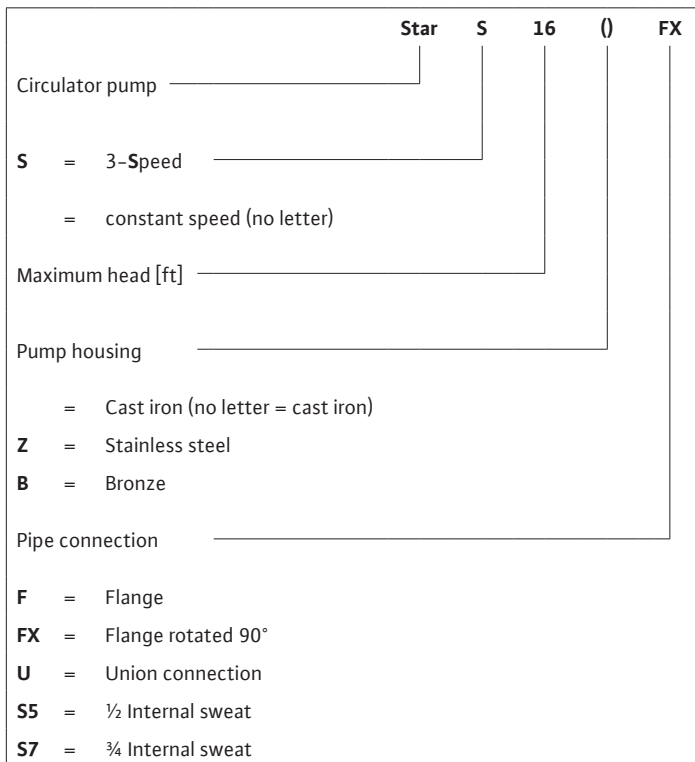 Star S 16 () FX
Circulator pump
S = 3–Speed
= constant speed (no letter)
Maximum head [ft]
Pump housing
= Cast iron (no letter = cast iron)
Z = Stainless steel
B = Bronze
Pipe connection
F = Flange
FX = Flange rotated 90°
U = Union connection
S5 = ½ Internal sweat
S7 = ¾ Internal sweat